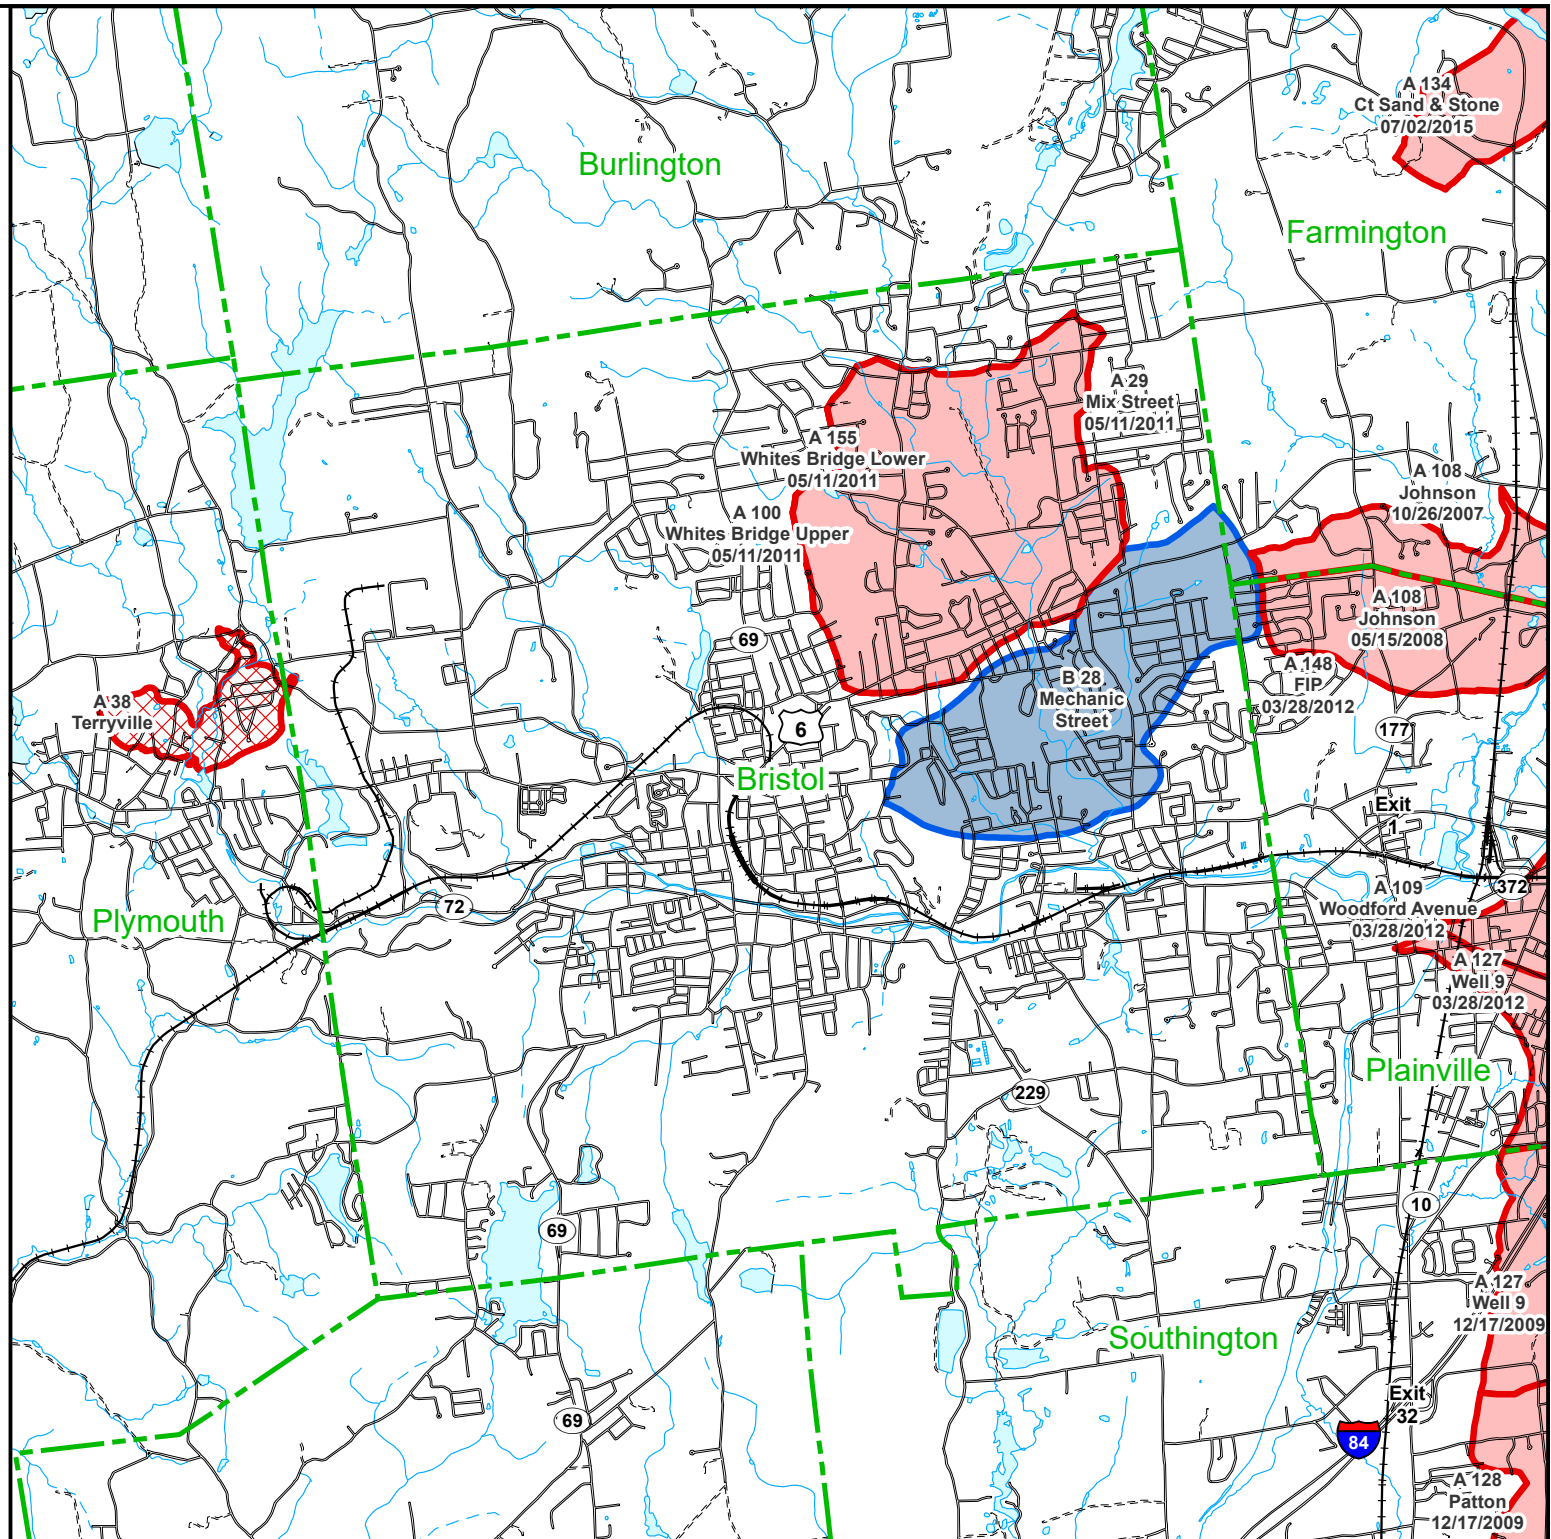 A 134
Ct Sand & Stone
07/02/2015
Burlington
Farmington
A 29
Mix Street
05/11/2011
A 155
Whites Bridge Lower
05/11/2011
A 100
Whites Bridge Upper
05/11/2011
A 108
Johnson
10/26/2007
A 108
Johnson
05/15/2008
69
A 148
FIP
03/28/2012
B 28
Mechanic
Street
A 38
Terryville
6
177
Bristol
Exit
1
372
72
Plymouth
A 109
Woodford Avenue
03/28/2012
A 127
Well 9
03/28/2012
Plainville
229
10
69
A 127
Well 9
12/17/2009
Southington
Exit
32
69
84
A 128
Patton
12/17/2009